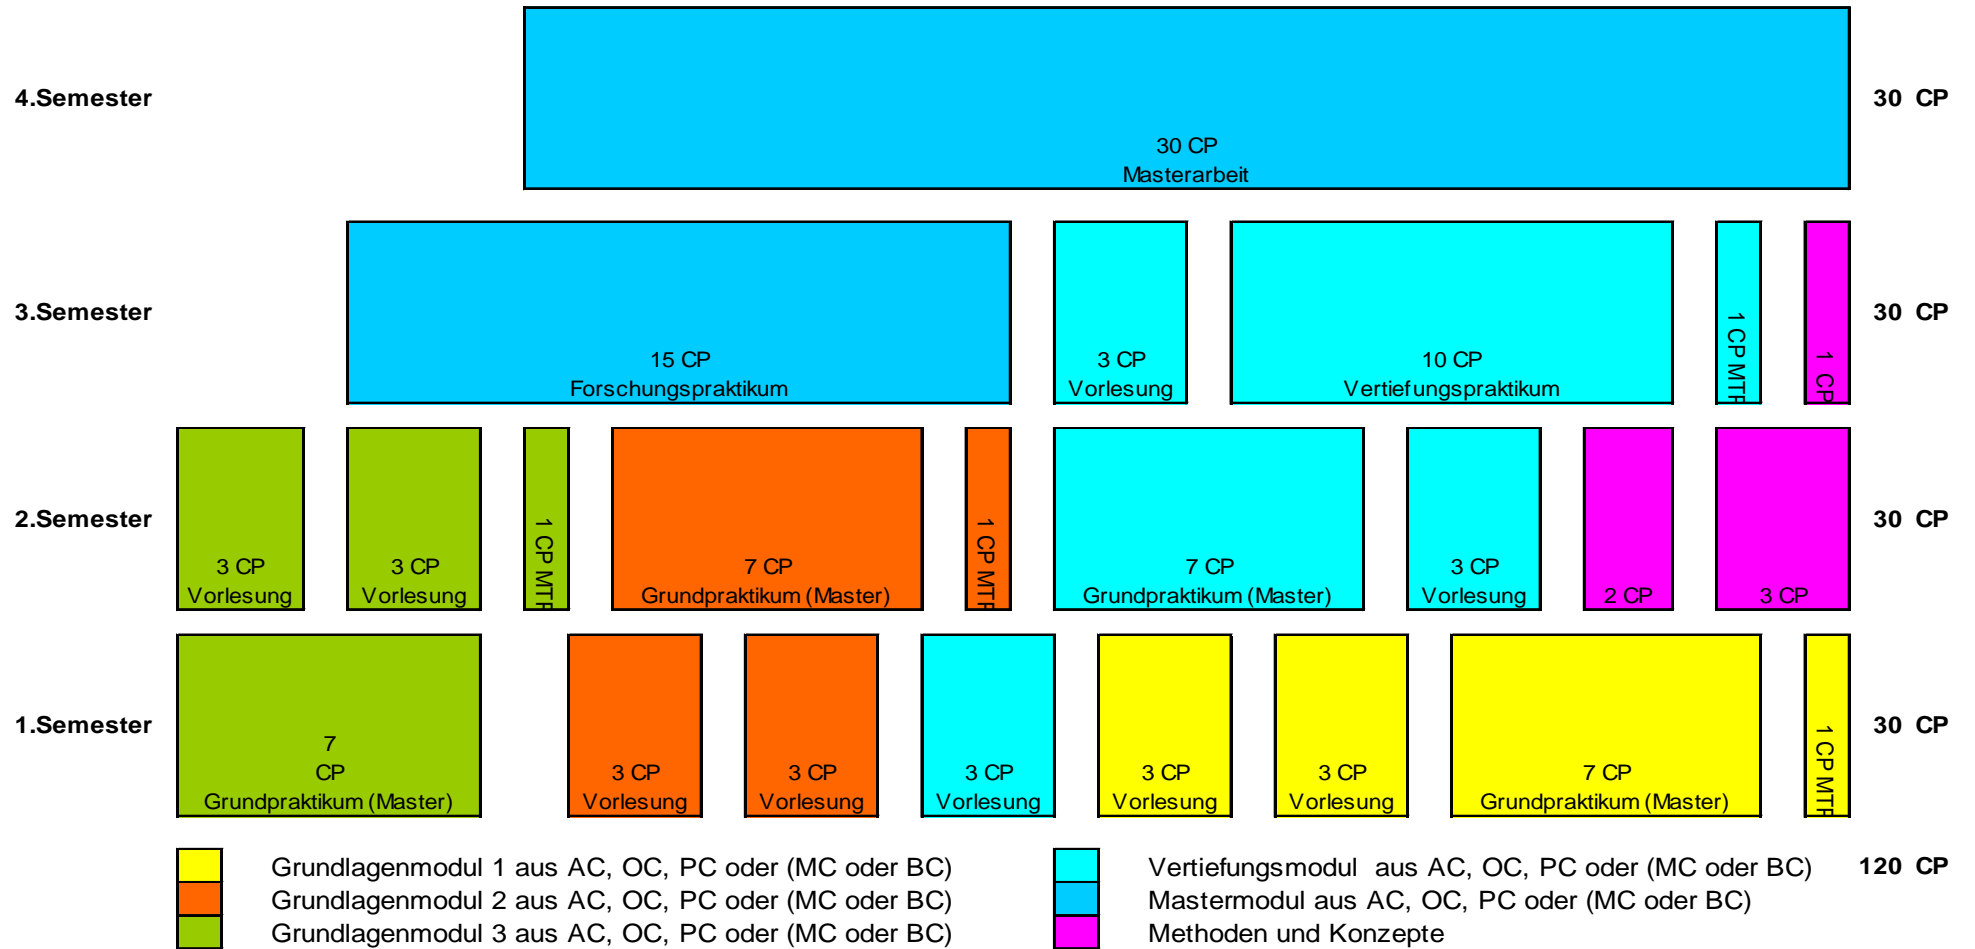 4.Semester
30 CP
Masterarbeit
30 CP
3.Semester
15 CP
Forschungspraktikum
3 CP
Vorlesung
10 CP
Vertiefungspraktikum
1 CP
1 CP
30 CP
2.Semester
3 CP
Vorlesung
3 CP
Vorlesung
1 CP
7 CP
Grundpraktikum (Master)
1 CP
7 CP
Grundpraktikum (Master)
3 CP
Vorlesung
2 CP
3 CP
30 CP
1.Semester
7
CP
Grundpraktikum (Master)
3 CP
Vorlesung
3 CP
Vorlesung
3 CP
Vorlesung
3 CP
Vorlesung
3 CP
Vorlesung
7 CP
Grundpraktikum (Master)
1 CP
30 CP
Grundlagenmodul 1 aus AC, OC, PC oder (MC oder BC)
Grundlagenmodul 2 aus AC, OC, PC oder (MC oder BC)
Grundlagenmodul 3 aus AC, OC, PC oder (MC oder BC)
Vertiefungsmodul aus AC, OC, PC oder (MC oder BC)
Mastermodul aus AC, OC, PC oder (MC oder BC)
Methoden und Konzepte
120 CP